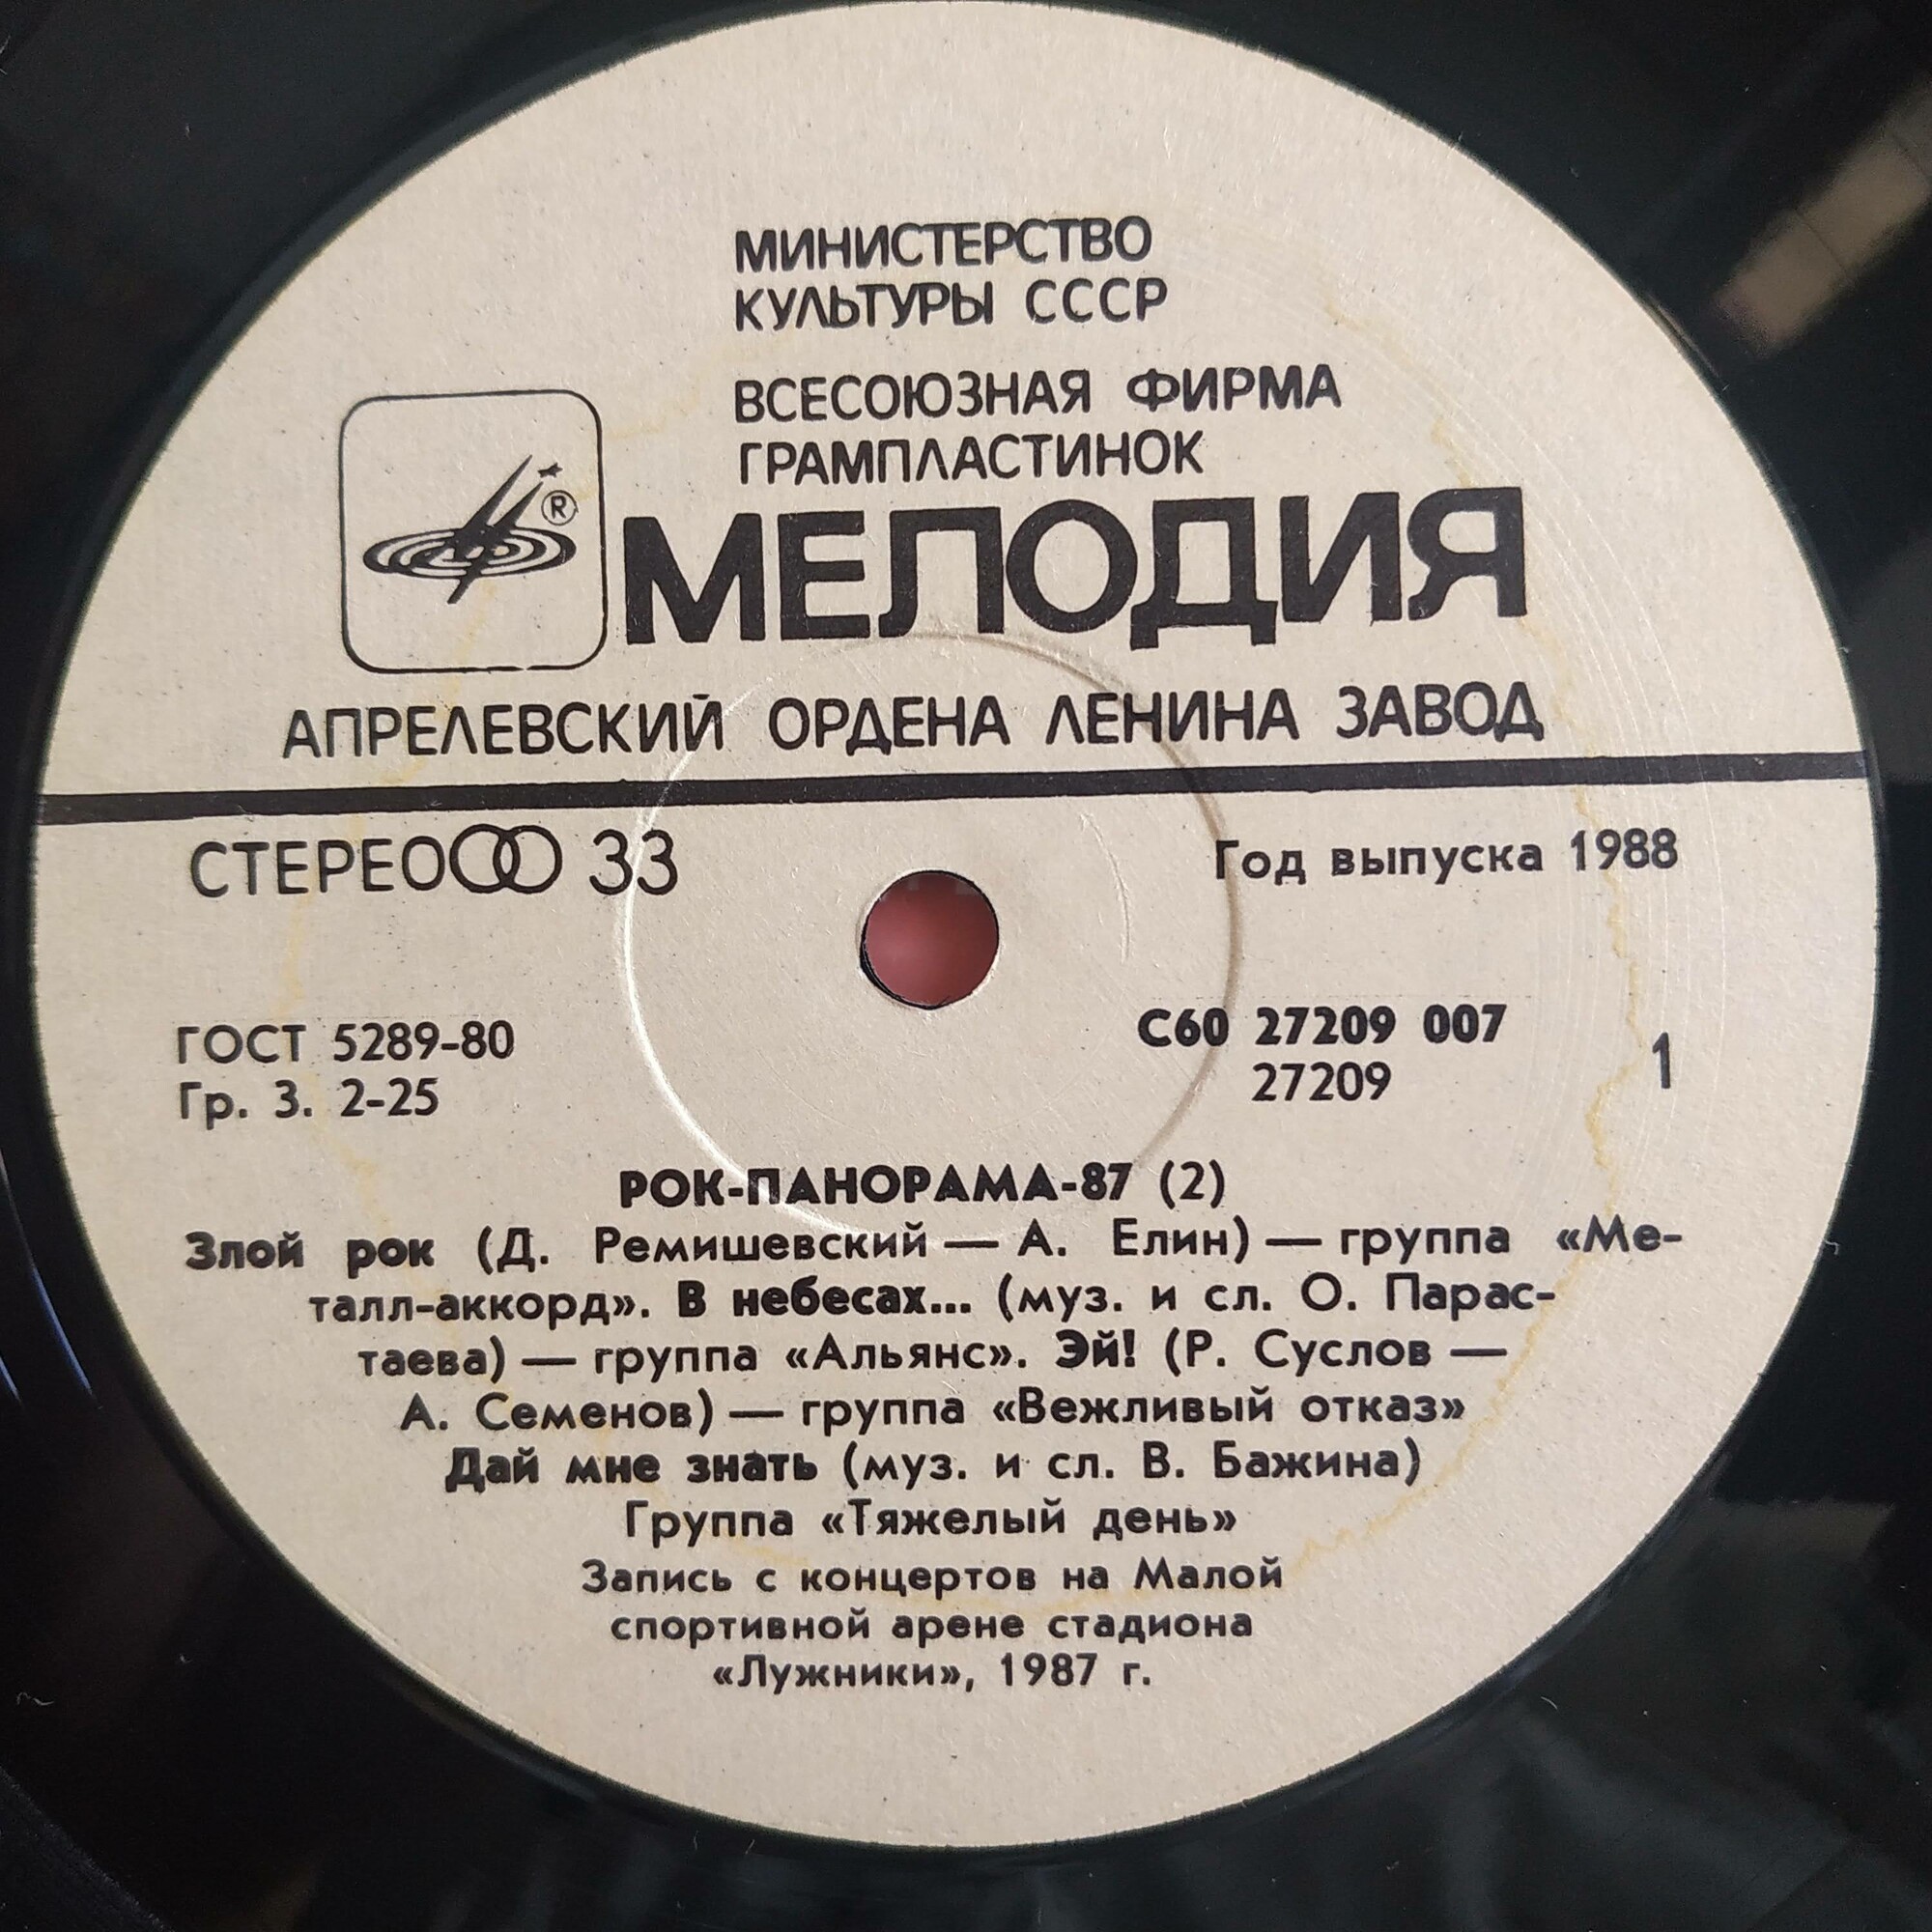 МИНИСТЕРСТВО
КУЛЬТУРЫ СССР
ВСЕСОЮЗНАЯ ФИРМА
ГРАМПЛАСТИНОК
®
МЕЛОДИЯ
АПРЕЛЕВСКИЙ ОРДЕНА ЛЕНИНА ЗАВОД
СТЕРЕО 33
Год выпуска 1988
ГОСТ 5289-80
Гр. 3. 2-25
С60 27209 007
27209
1
РОК-ПАНОРАМА-87 (2)
Злой рок (Д. Ремишевский — А. Елин) — группа «Ме-
талл-аккорд». В небесах... (муз. и сл. О. Парас-
таева) — группа «Альянс». Эй! (Р. Суслов —
А. Семенов) — группа «Вежливый отказ»
Дай мне знать (муз. и сл. В. Бажина)
Группа «Тяжелый день»
Запись с концертов на Малой
спортивной арене стадиона
«Лужники», 1987 г.